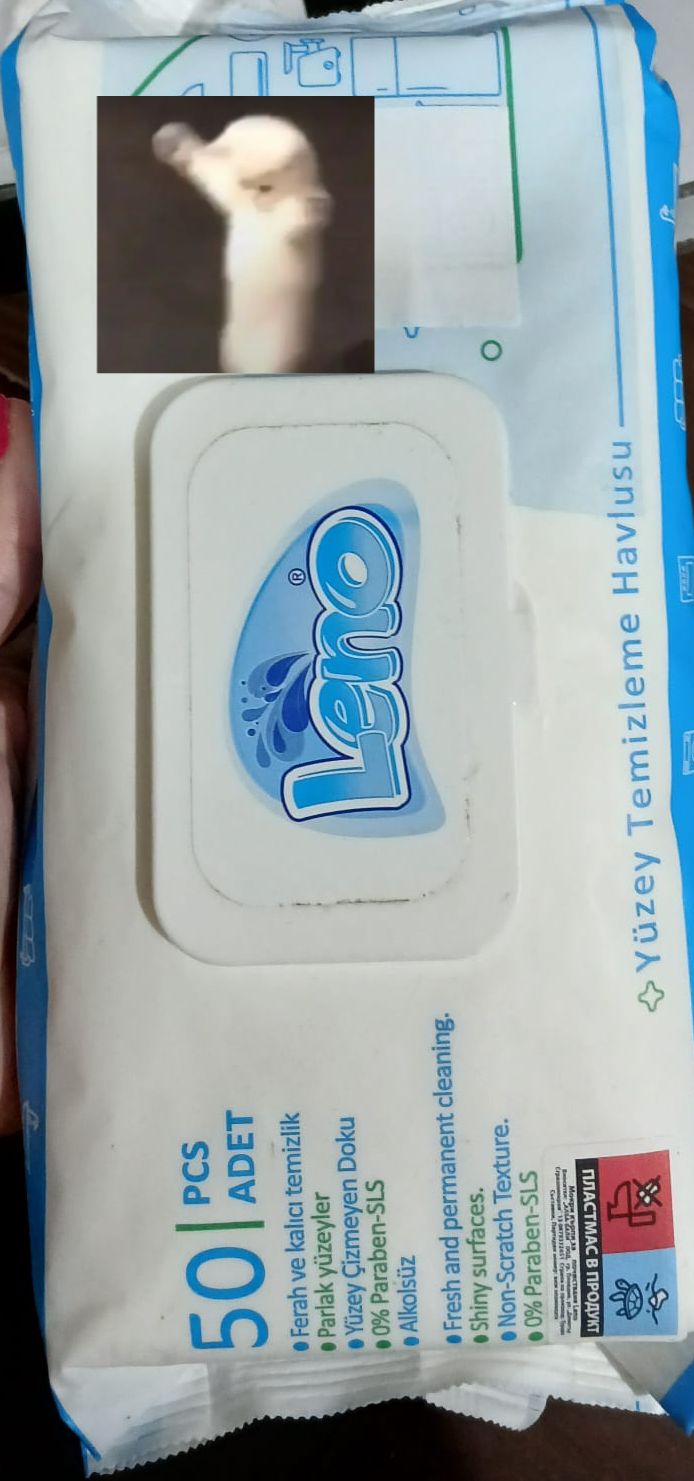 Leno
®
Yüzey Temizleme Havlusu
50 PCS
ADET
• Ferah ve kalıcı temizlik
• Parlak yüzeyler
• Yüzey Çizmeyen Doku
• 0% Paraben-SLS
• Alkolsüz
• Fresh and permanent cleaning.
• Shiny surfaces.
• Non-Scratch Texture.
• 0% Paraben-SLS
ПЛАСТМАС В ПРОДУКТ